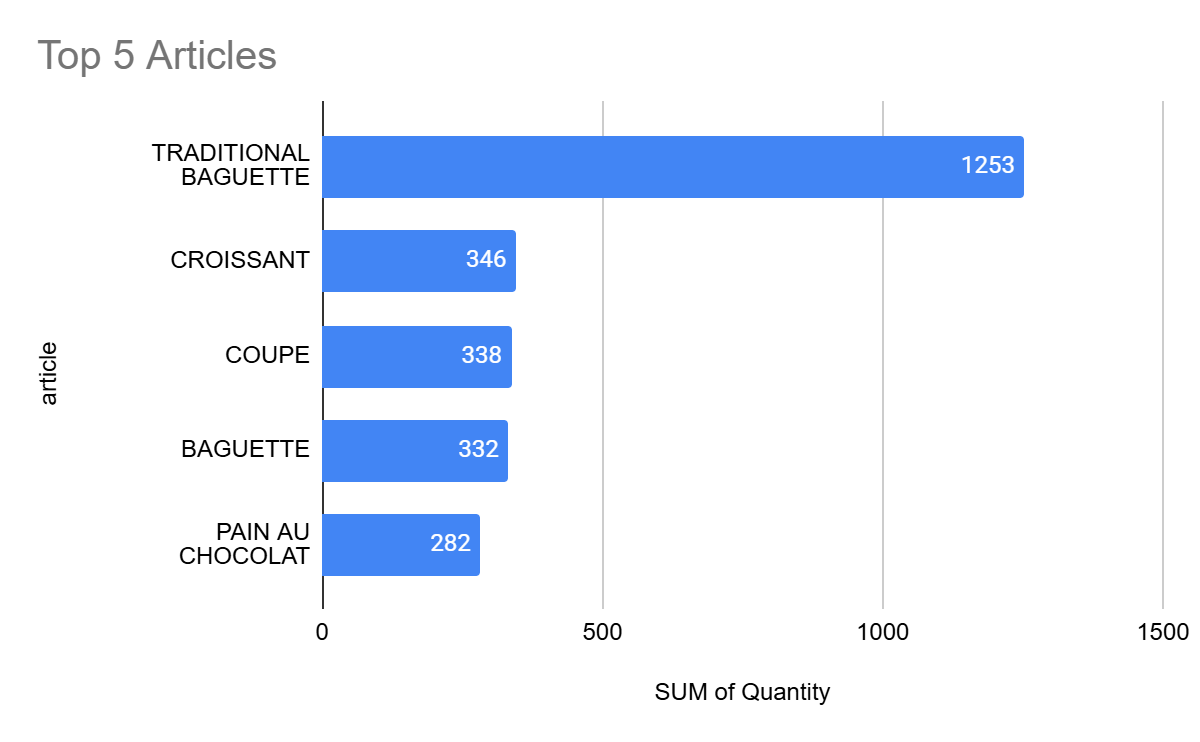 Top 5 Articles
TRADITIONAL
BAGUETTE
1253
CROISSANT
346
COUPE
338
BAGUETTE
332
PAIN AU
CHOCOLAT
282
article
0
500
1000
1500
SUM of Quantity